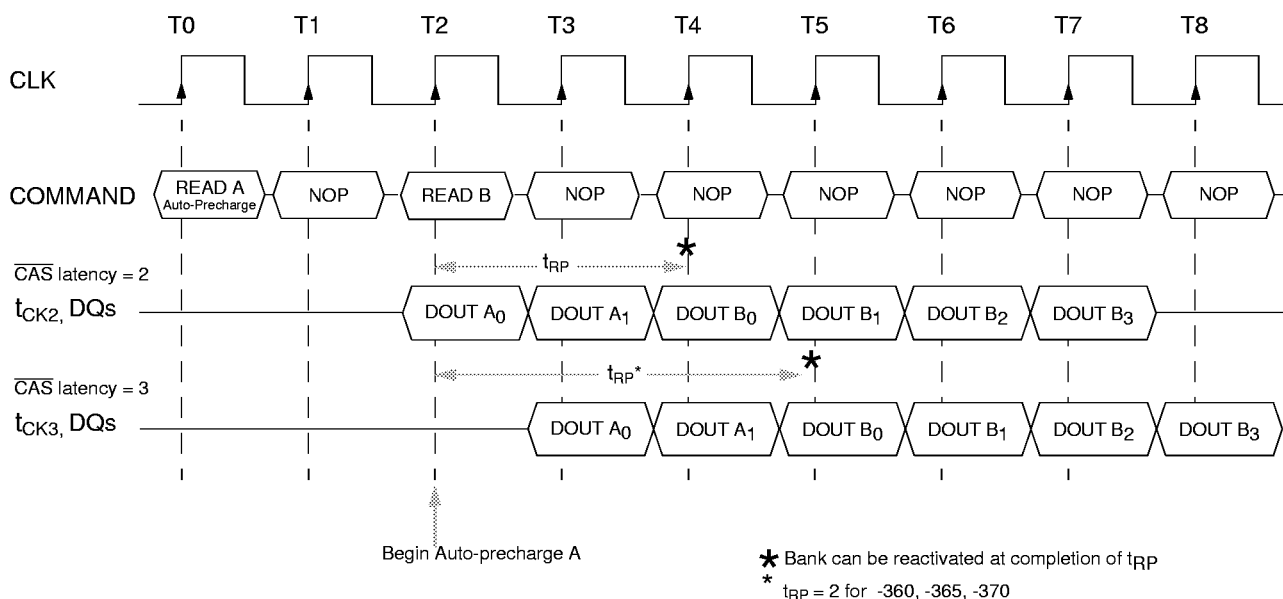 T0 T1 T2 T3 T4 T5 T6 T7 T8
CLK
COMMAND
READ A
Auto-Precharge
NOP
READ B
NOP
NOP
NOP
NOP
NOP
NOP
CAS latency = 2
tCK2, DQs
tRP
*
DOUT A0
DOUT A1
DOUT B0
DOUT B1
DOUT B2
DOUT B3
CAS latency = 3
tCK3, DQs
tRP*
*
DOUT A0
DOUT A1
DOUT B0
DOUT B1
DOUT B2
DOUT B3
Begin Auto-precharge A
* Bank can be reactivated at completion of tRP
* tRP = 2 for -360, -365, -370